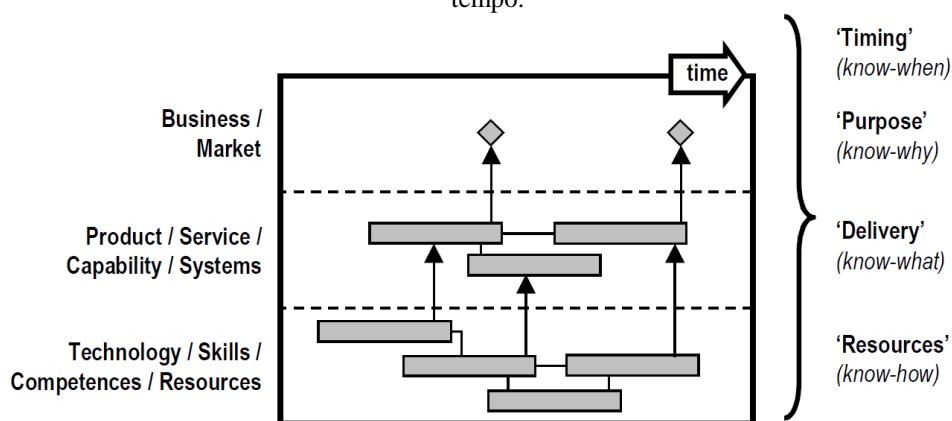 tempo.
time
Business /
Market
Product / Service /
Capability / Systems
Technology / Skills /
Competences / Resources
‘Timing’
(know-when)
‘Purpose’
(know-why)
‘Delivery’
(know-what)
‘Resources’
(know-how)